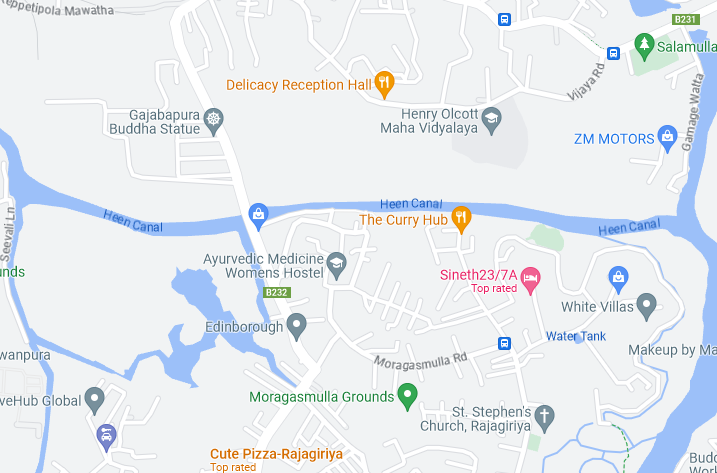 Keppetipola Mawatha
B231
Salamulla
Vijaya Rd
Gamage Watta
Delicacy Reception Hall
Gajabapura
Buddha Statue
Henry Olcott
Maha Vidyalaya
ZM MOTORS
Heen Canal
Heen Canal
Heen Canal
The Curry Hub
Seevali Ln
Ayurvedic Medicine
Womens Hostel
Sineth23/7A
Top rated
B232
White Villas
Edinborough
Water Tank
Makeup by Ma
Moragasmulla Rd
Moragasmulla Grounds
St. Stephen's
Church, Rajagiriya
Cute Pizza-Rajagiriya
Top rated
veHub Global
wanpura
unds
Budd
Worl